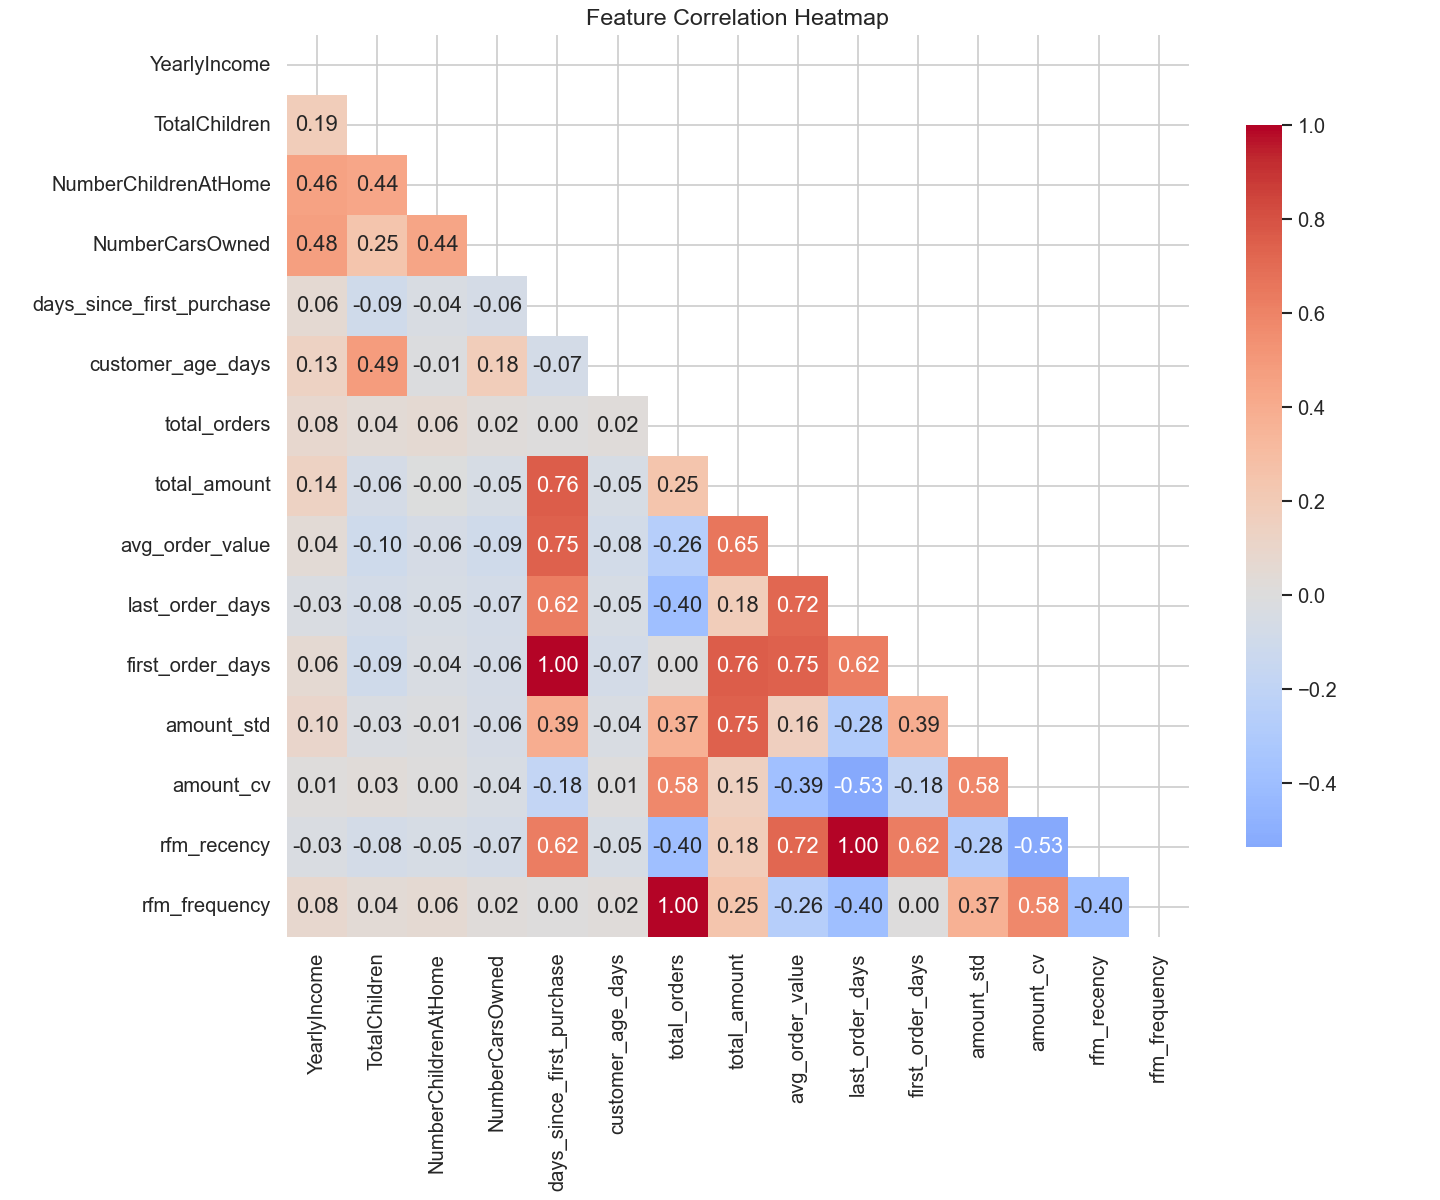 Feature Correlation Heatmap
YearlyIncome
TotalChildren 0.19
NumberChildrenAtHome 0.46 0.44
NumberCarsOwned 0.48 0.25 0.44
days_since_first_purchase 0.06 -0.09 -0.04 -0.06
customer_age_days 0.13 0.49 -0.01 0.18 -0.07
total_orders 0.08 0.04 0.06 0.02 0.00 0.02
total_amount 0.14 -0.06 -0.00 -0.05 0.76 -0.05 0.25
avg_order_value 0.04 -0.10 -0.06 -0.09 0.75 -0.08 -0.26 0.65
last_order_days -0.03 -0.08 -0.05 -0.07 0.62 -0.05 -0.40 0.18 0.72
first_order_days 0.06 -0.09 -0.04 -0.06 1.00 -0.07 0.00 0.76 0.75 0.62
amount_std 0.10 -0.03 -0.01 -0.06 0.39 -0.04 0.37 0.75 0.16 -0.28 0.39
amount_cv 0.01 0.03 0.00 -0.04 -0.18 0.01 0.58 0.15 -0.39 -0.53 -0.18 0.58
rfm_recency -0.03 -0.08 -0.05 -0.07 0.62 -0.05 -0.40 0.18 0.72 1.00 0.62 -0.28 -0.53
rfm_frequency 0.08 0.04 0.06 0.02 0.00 0.02 1.00 0.25 -0.26 -0.40 0.00 0.37 0.58 -0.40
YearlyIncome
TotalChildren
NumberChildrenAtHome
NumberCarsOwned
days_since_first_purchase
customer_age_days
total_orders
total_amount
avg_order_value
last_order_days
first_order_days
amount_std
amount_cv
rfm_recency
rfm_frequency
1.0
0.8
0.6
0.4
0.2
0.0
−0.2
−0.4